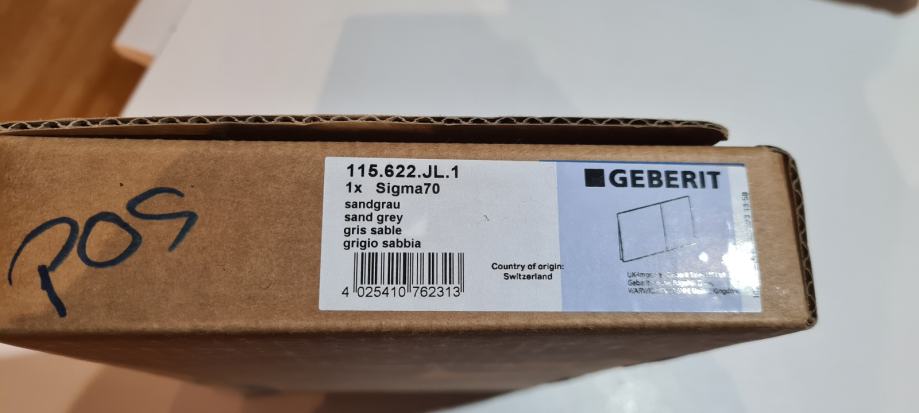 POS
115.622.JL.1
1x Sigma70
sandgrau
sand grey
gris sable
grigio sabbia
4 025410 762313
Country of origin:
Switzerland
GEBERIT